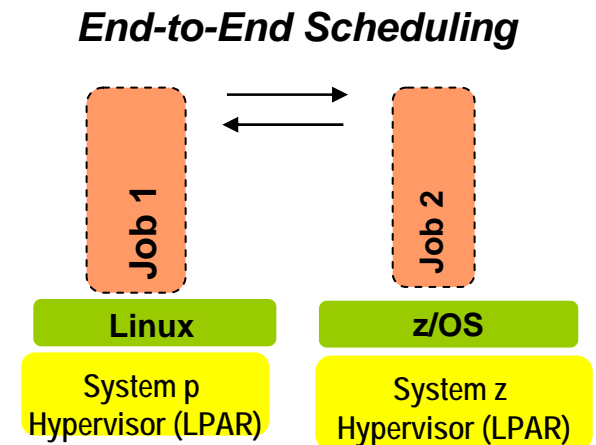 End-to-End Scheduling
Job 1
Job 2
Linux
z/OS
System p
Hypervisor (LPAR)
System z
Hypervisor (LPAR)